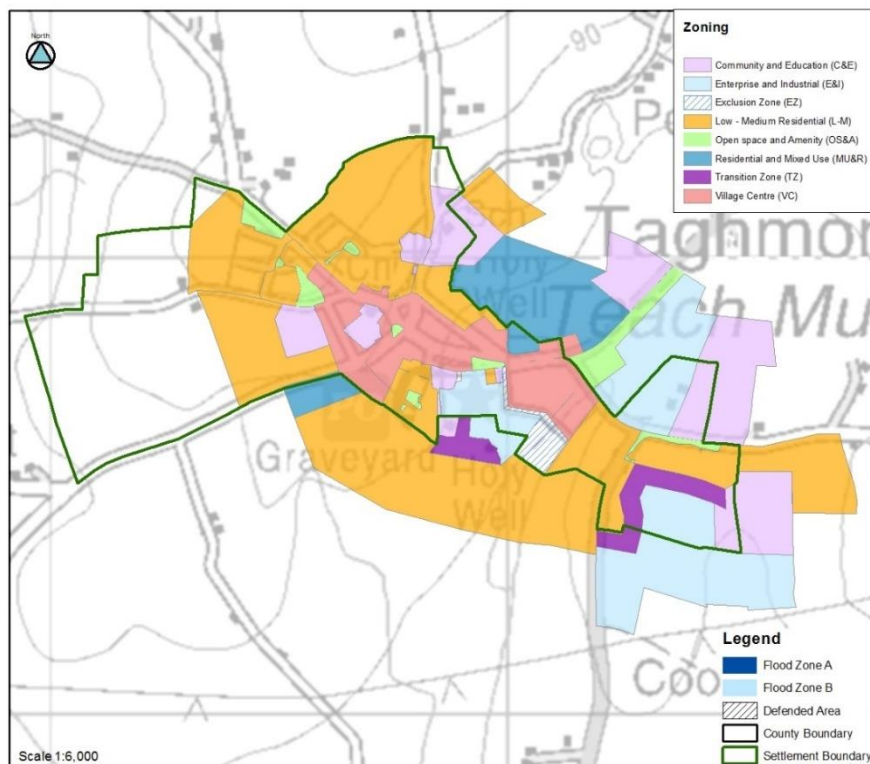 North
90
Zoning
Community and Education (C&E)
Enterprise and Industrial (E&I)
Exclusion Zone (EZ)
Low - Medium Residential (L-M)
Open space and Amenity (OS&A)
Residential and Mixed Use (MU&R)
Transition Zone (TZ)
Village Centre (VC)
Taghmon
Sch
Holy
Well
Teach Mu
Graveyard
Holy
Well
Coo
Legend
Flood Zone A
Flood Zone B
Defended Area
County Boundary
Settlement Boundary
Scale 1:6,000